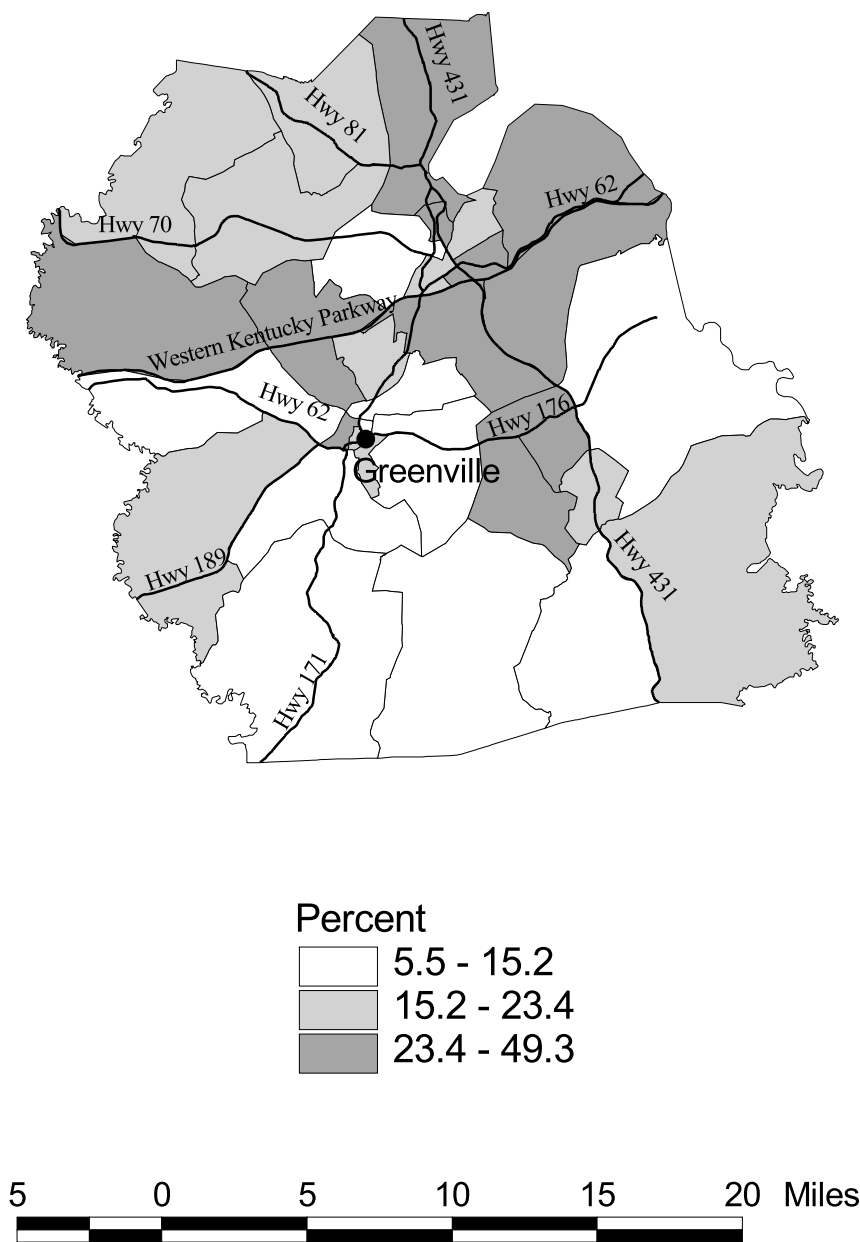 Hwy 431
Hwy 81
Hwy 62
Hwy 70
Western Kentucky Parkway
Hwy 62
Hwy 176
Greenville
Hwy 189
Hwy 431
Hwy 171
Percent
5.5 - 15.2
15.2 - 23.4
23.4 - 49.3
5 0 5 10 15 20 Miles